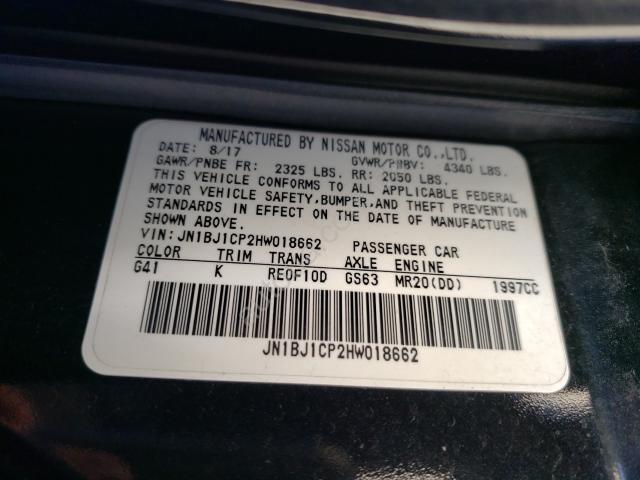 MANUFACTURED BY NISSAN MOTOR CO.,LTD.
DATE: 8/17 GVWR/PNBV: 4340 LBS.
GAWR/PNBE FR: 2325 LBS. RR: 2050 LBS.
THIS VEHICLE CONFORMS TO ALL APPLICABLE FEDERAL
MOTOR VEHICLE SAFETY,BUMPER,AND THEFT PREVENTION
STANDARDS IN EFFECT ON THE DATE OF MANUFACTURE
SHOWN ABOVE.
VIN: JN1BJ1CP2HW018662 PASSENGER CAR
COLOR TRIM TRANS AXLE ENGINE
G41 K RE0F10D GS63 MR20(DD) 1997CC
JN1BJ1CP2HW018662